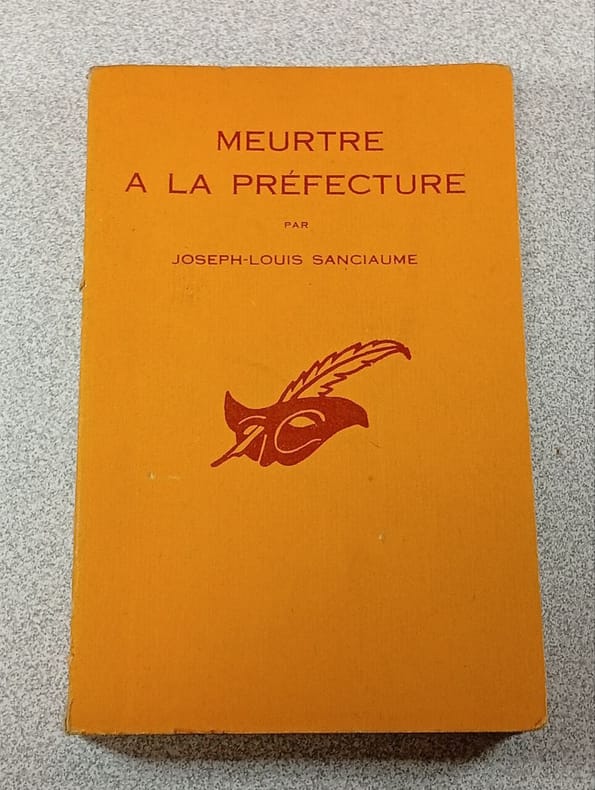 MEURTRE
A LA PRÉFECTURE
PAR
JOSEPH-LOUIS SANCIAUME